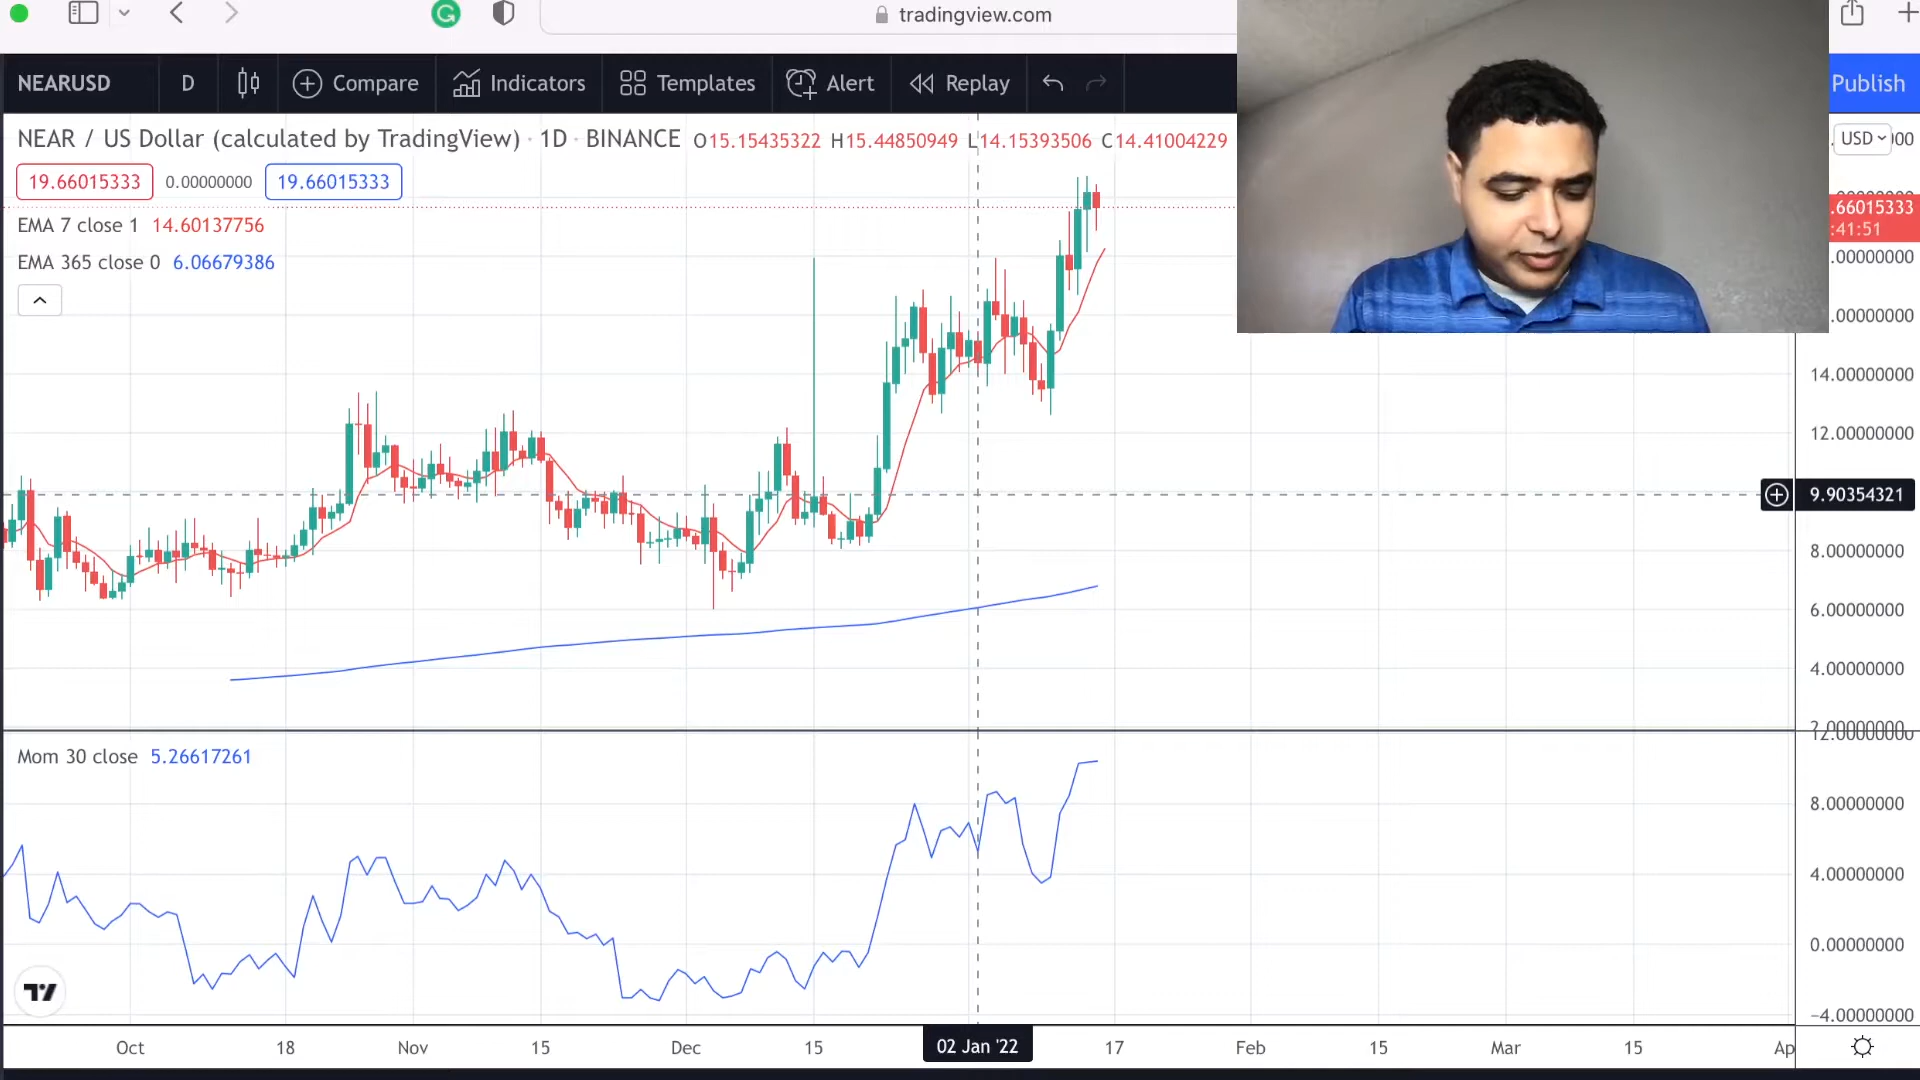 tradingview.com
NEARUSD D Compare Indicators Templates Alert Replay Publish
NEAR / US Dollar (calculated by TradingView) · 1D · BINANCE O15.15435322 H15.44850949 L14.15393506 C14.41004229
USD
19.66015333 0.00000000 19.66015333
.66015333
:41:51
EMA 7 close 1 14.60137756
EMA 365 close 0 6.06679386
.00000000
.00000000
14.00000000
12.00000000
9.90354321
8.00000000
6.00000000
4.00000000
2.00000000
12.00000000
Mom 30 close 5.26617261
8.00000000
4.00000000
0.00000000
−4.00000000
Oct 18 Nov 15 Dec 15 02 Jan '22 17 Feb 15 Mar 15 Ap